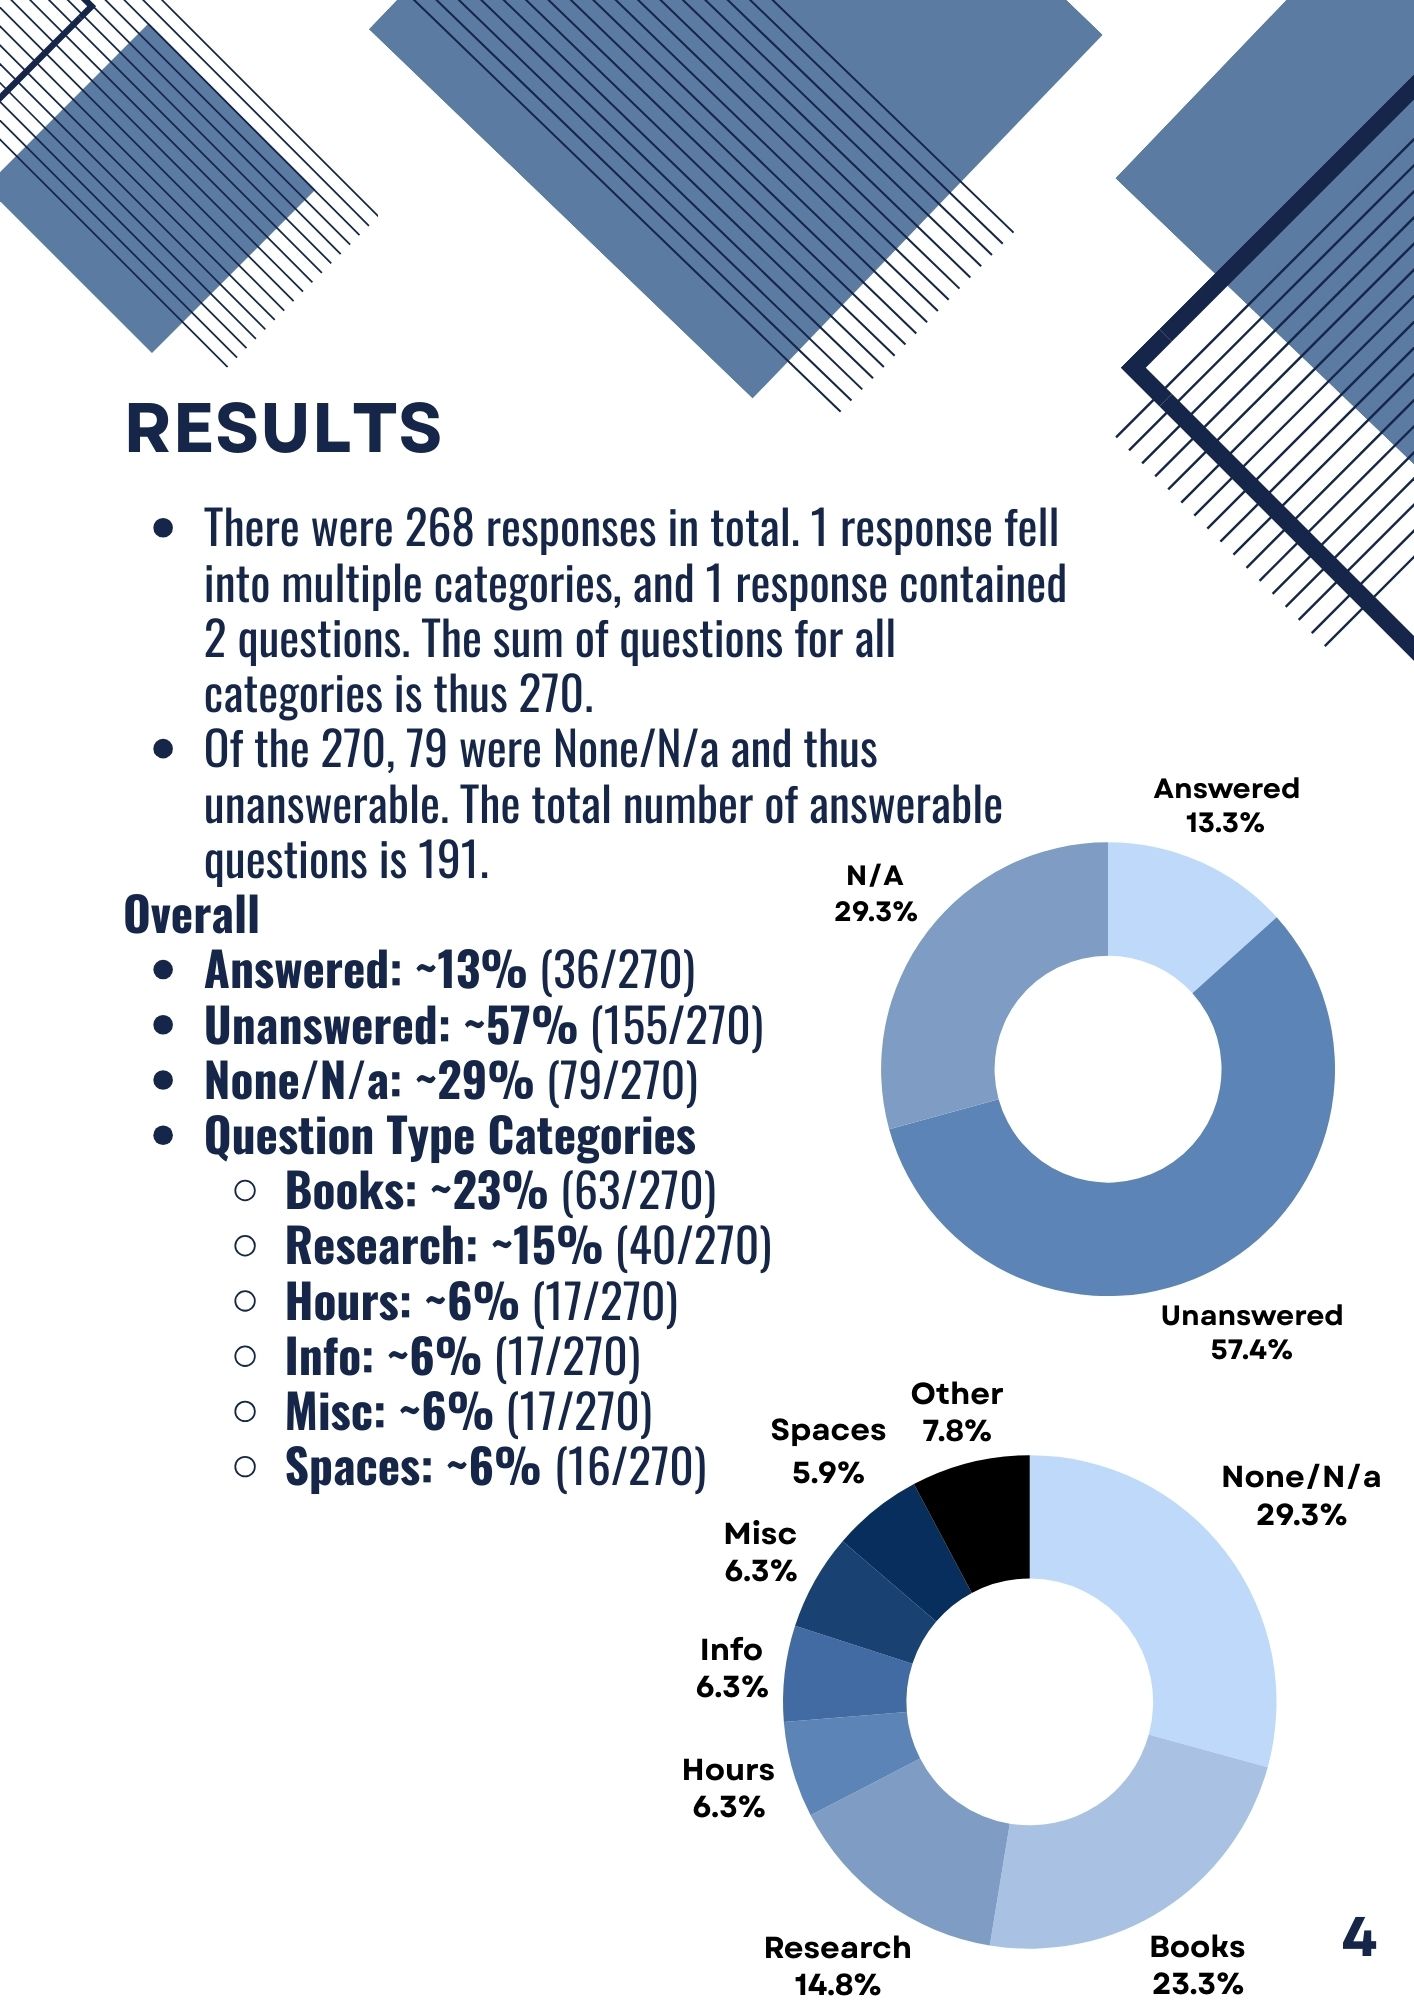 RESULTS
There were 268 responses in total. 1 response fell
into multiple categories, and 1 response contained
2 questions. The sum of questions for all
categories is thus 270.
Of the 270, 79 were None/N/a and thus
unanswerable. The total number of answerable
questions is 191.
Overall
Answered: ~13% (36/270)
Unanswered: ~57% (155/270)
None/N/a: ~29% (79/270)
Question Type Categories
Books: ~23% (63/270)
Research: ~15% (40/270)
Hours: ~6% (17/270)
Info: ~6% (17/270)
Misc: ~6% (17/270)
Spaces: ~6% (16/270)
Answered
13.3%
N/A
29.3%
Unanswered
57.4%
Other
7.8%
Spaces
5.9%
None/N/a
29.3%
Misc
6.3%
Info
6.3%
Hours
6.3%
Research
14.8%
Books
23.3%
4